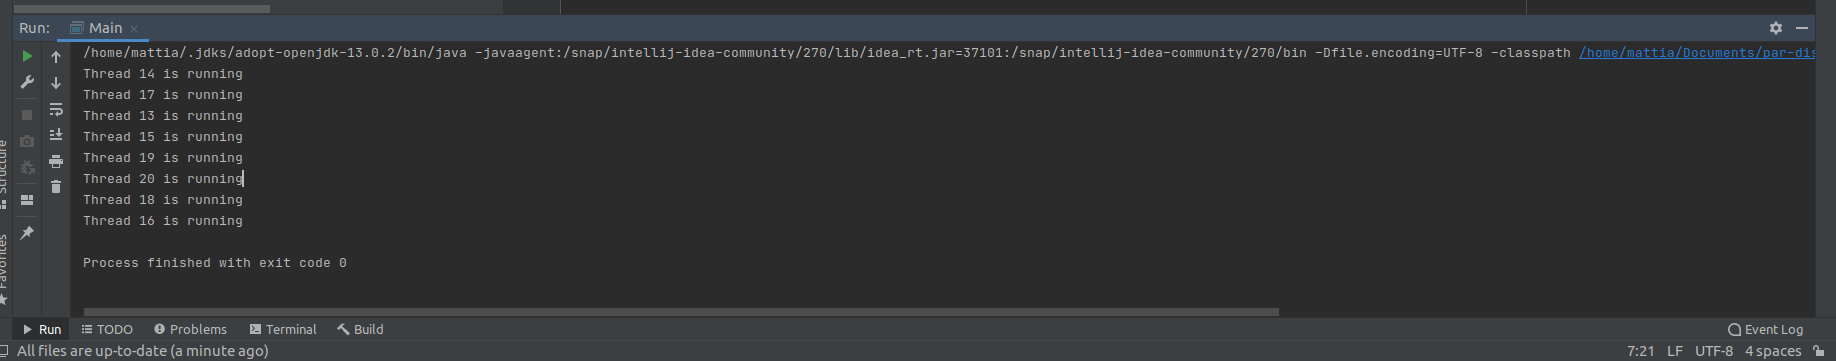 Run: Main
/home/mattia/.jdks/adopt-openjdk-13.0.2/bin/java -javaagent:/snap/intellij-idea-community/270/lib/idea_rt.jar=37101:/snap/intellij-idea-community/270/bin -Dfile.encoding=UTF-8 -classpath /home/mattia/Documents/par-dis
Thread 14 is running
Thread 17 is running
Thread 13 is running
Thread 15 is running
Thread 19 is running
Thread 20 is running
Thread 18 is running
Thread 16 is running
Process finished with exit code 0
Structure
Favorites
Run TODO Problems Terminal Build Event Log
All files are up-to-date (a minute ago) 7:21 LF UTF-8 4 spaces